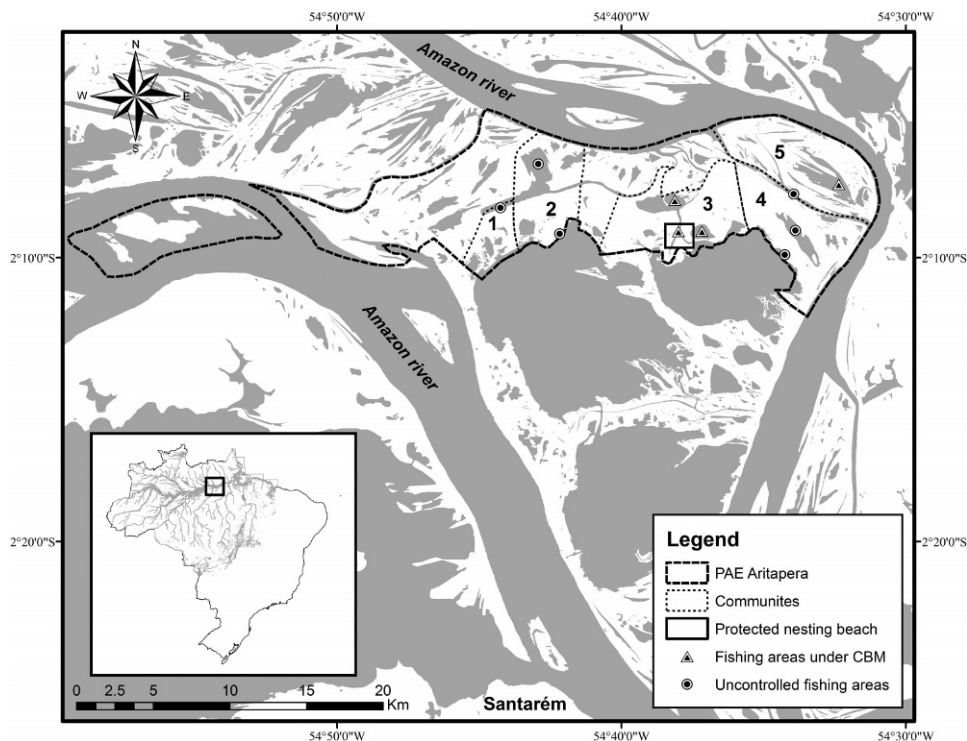 54°50'0"W 54°40'0"W 54°30'0"W
N
W E
S
Amazon river
5
1
2
3
4
2°10'0"S 2°10'0"S
Amazon river
2°20'0"S 2°20'0"S
Legend
PAE Aritapera
Communites
Protected nesting beach
Fishing areas under CBM
Uncontrolled fishing areas
0 2.5 5 10 15 20
Km
Santarém
54°50'0"W 54°40'0"W 54°30'0"W